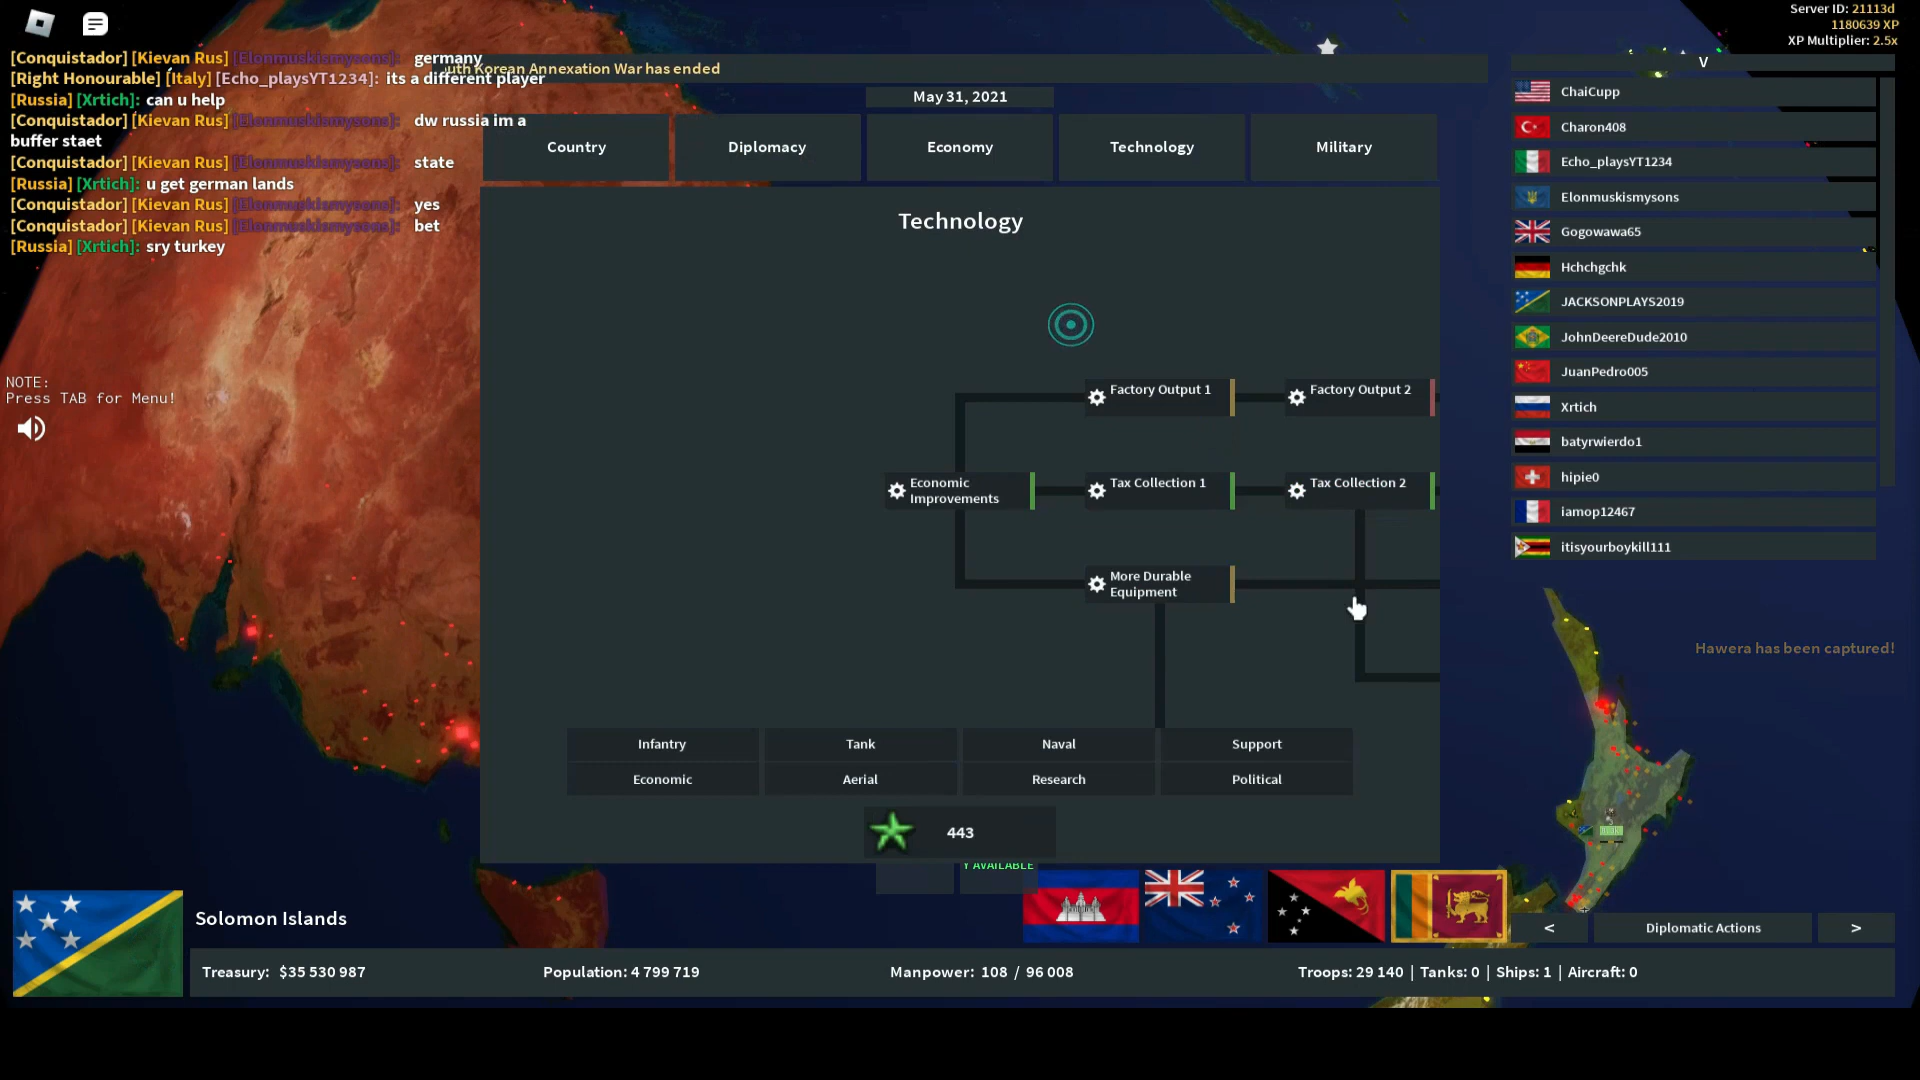 Server ID: 21113d
1180639 XP
XP Multiplier: 2.5x
[Conquistador] [Kievan Rus] [Elonmuskismysons]: germany
[Right Honourable] [Italy] [Echo_playsYT1234]: its a different player
[Russia] [Xrtich]: can u help
[Conquistador] [Kievan Rus] [Elonmuskismysons]: dw russia im a
buffer staet
[Conquistador] [Kievan Rus] [Elonmuskismysons]: state
[Russia] [Xrtich]: u get german lands
[Conquistador] [Kievan Rus] [Elonmuskismysons]: yes
[Conquistador] [Kievan Rus] [Elonmuskismysons]: bet
[Russia] [Xrtich]: sry turkey
Korean Annexation War has ended
May 31, 2021
Country
Diplomacy
Economy
Technology
Military
Technology
Factory Output 1
Factory Output 2
Economic
Improvements
Tax Collection 1
Tax Collection 2
More Durable
Equipment
Infantry
Tank
Naval
Support
Economic
Aerial
Research
Political
443
AVAILABLE
NOTE:
Press TAB for Menu!
V
ChaiCupp
Charon408
Echo_playsYT1234
Elonmuskismysons
Gogowawa65
Hchchgchk
JACKSONPLAYS2019
JohnDeereDude2010
JuanPedro005
Xrtich
batyrwierdo1
hipie0
iamop12467
itisyourboykill111
Hawera has been captured!
<
Diplomatic Actions
>
Solomon Islands
Treasury: $35 530 987
Population: 4 799 719
Manpower: 108 / 96 008
Troops: 29 140 | Tanks: 0 | Ships: 1 | Aircraft: 0